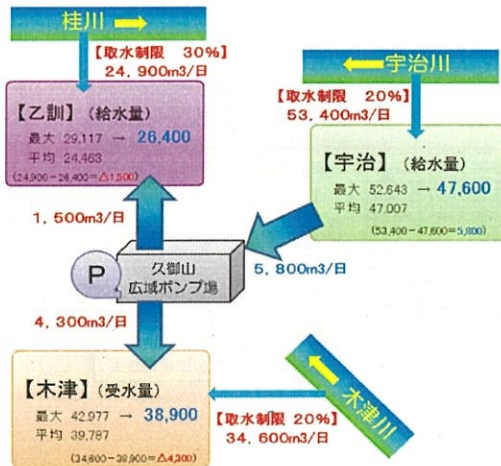 桂川
【取水制限 30%】
24,900m3/日
【乙訓】(給水量)
最大 29,117 → 26,400
平均 24,463
(24,900-26,400=△1,500)
宇治川
【取水制限 20%】
53,400m3/日
【宇治】(給水量)
最大 52,643 → 47,600
平均 47,007
(53,400-47,600=5,800)
1,500m3/日
P
久御山
広域ポンプ場
5,800m3/日
4,300m3/日
【木津】(受水量)
最大 42,977 → 38,900
平均 39,787
(34,600-38,900=△4,300)
木津川
【取水制限 20%】
34,600m3/日